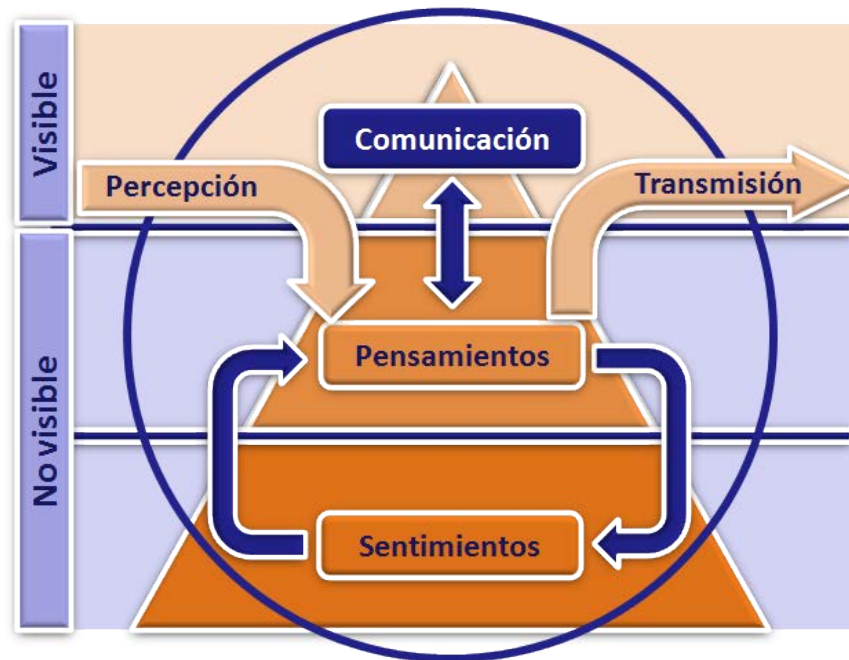 Visible
Comunicación
Percepción
Transmisión
No visible
Pensamientos
Sentimientos